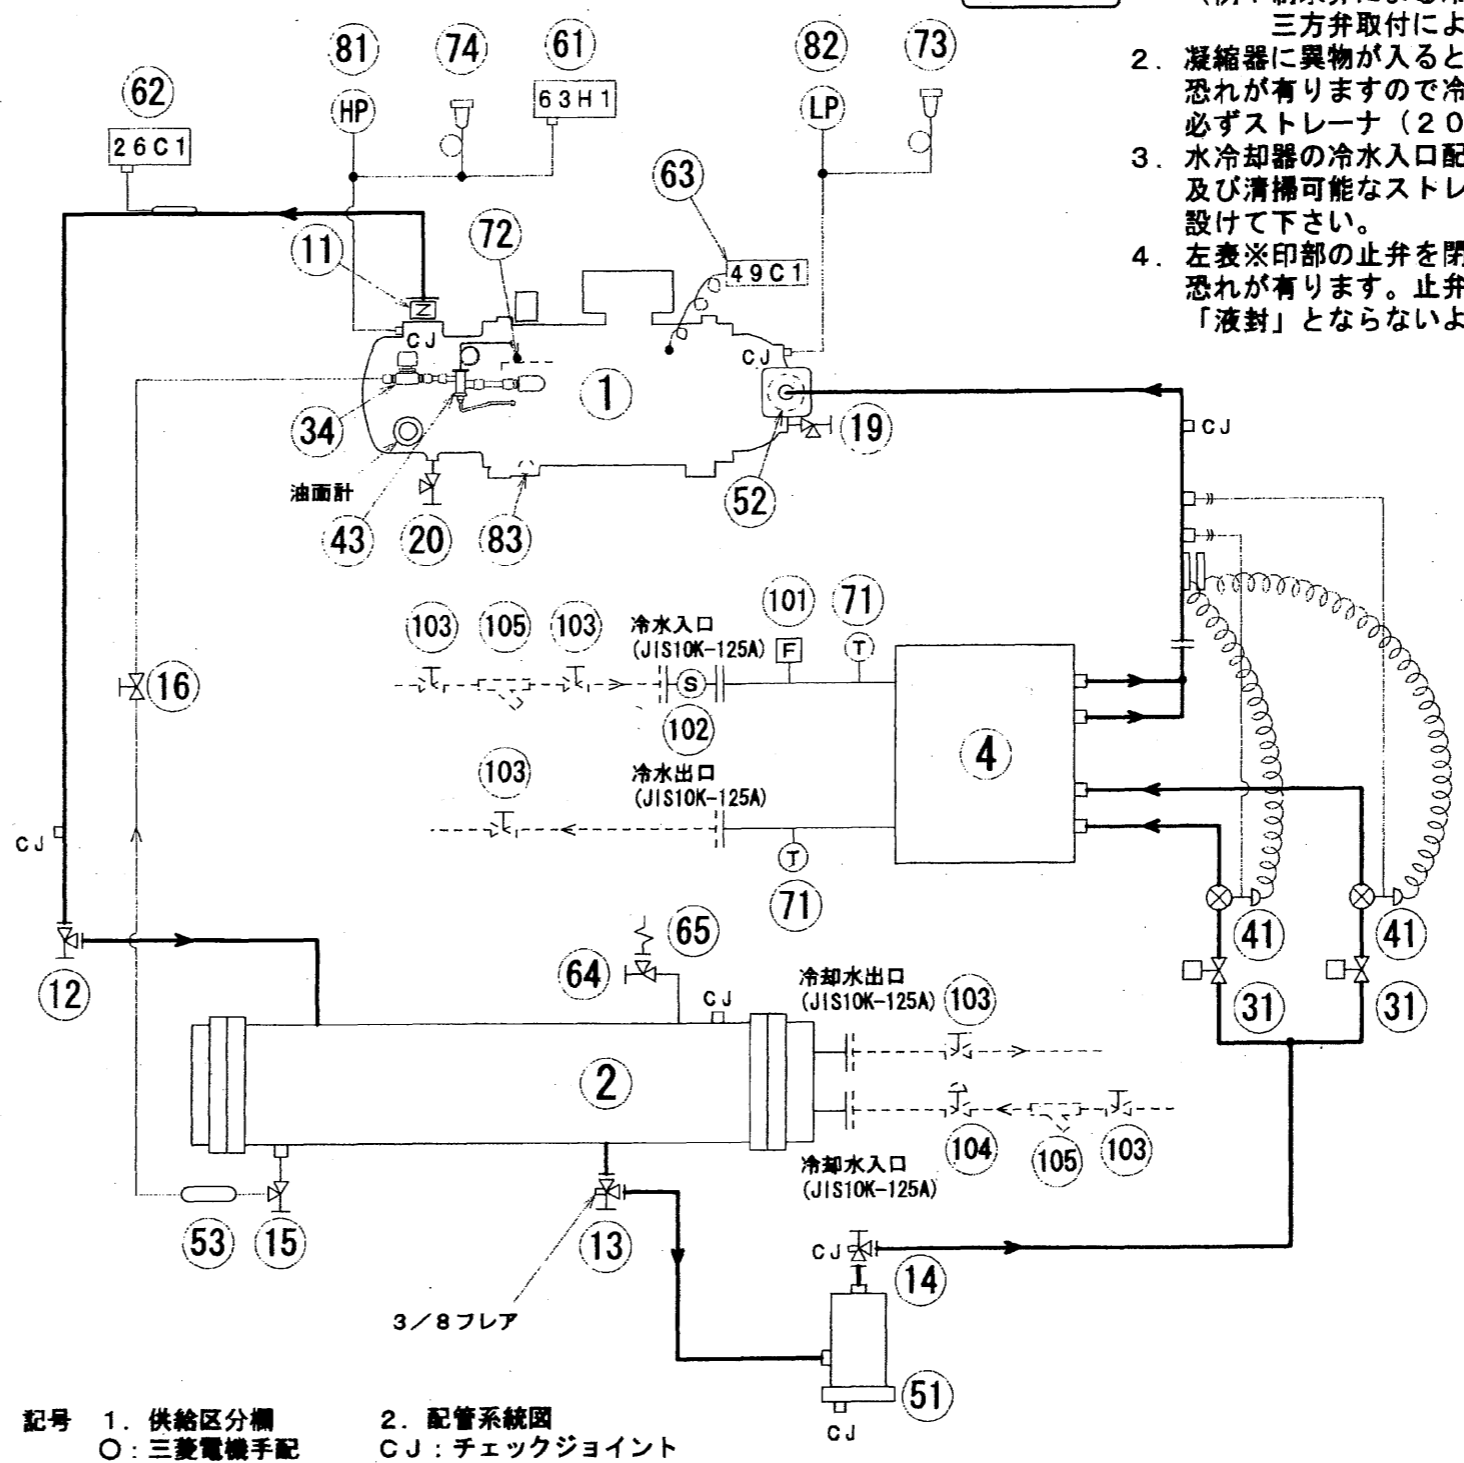 三方弁取付によ
2．凝縮器に異物が入ると
恐れが有りますので冷
必ずストレーナ（２０
3．水冷却器の冷水入口配
及び清掃可能なストレ
設けて下さい。
4．左表※印部の止弁を閉
恐れが有ります。止弁
「液封」とならないよ
81
74
61
82
73
62
HP
63H1
LP
26C1
63
11
72
49C1
CJ
CJ
1
34
19
CJ
油面計
52
43
20
83
101
71
103
105
103
冷水入口
(JIS10K-125A)
F
T
16
S
102
4
103
冷水出口
(JIS10K-125A)
CJ
T
71
41
41
65
64
12
CJ
冷却水出口
(JIS10K-125A)
103
31
31
2
104
105
103
冷却水入口
(JIS10K-125A)
53
15
13
CJ
14
3／8フレア
51
CJ
記号 1．供給区分欄
○：三菱電機手配
2．配管系統図
CJ：チェックジョイント